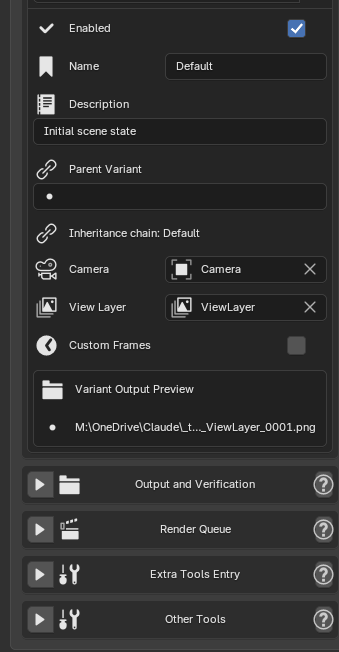 Enabled
Name
Default
Description
Initial scene state
Parent Variant
Inheritance chain: Default
Camera
Camera
View Layer
ViewLayer
Custom Frames
Variant Output Preview
M:\OneDrive\Claude\_t..._ViewLayer_0001.png
Output and Verification
Render Queue
Extra Tools Entry
Other Tools